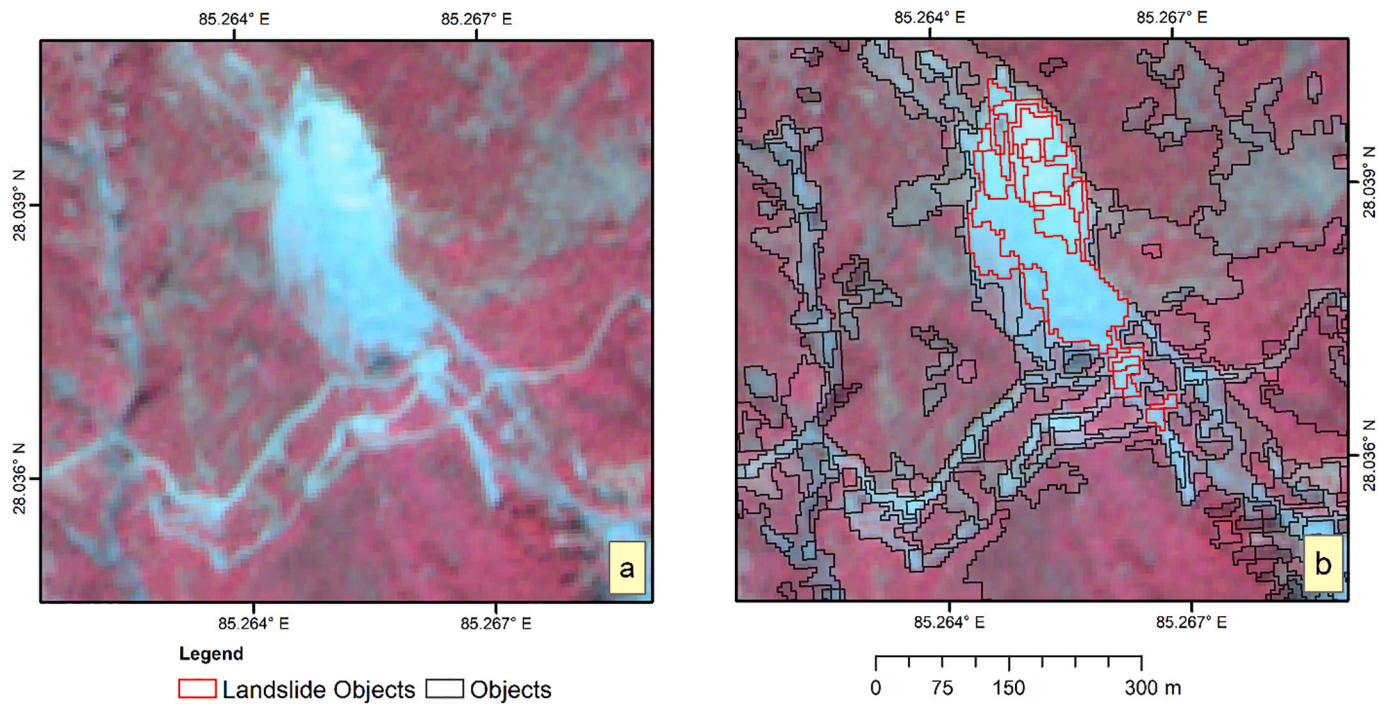 85.264° E
85.267° E
85.264° E
85.267° E
28.039° N
28.036° N
28.039° N
28.036° N
a
b
85.264° E
85.267° E
85.264° E
85.267° E
Legend
Landslide Objects
Objects
0
75
150
300 m